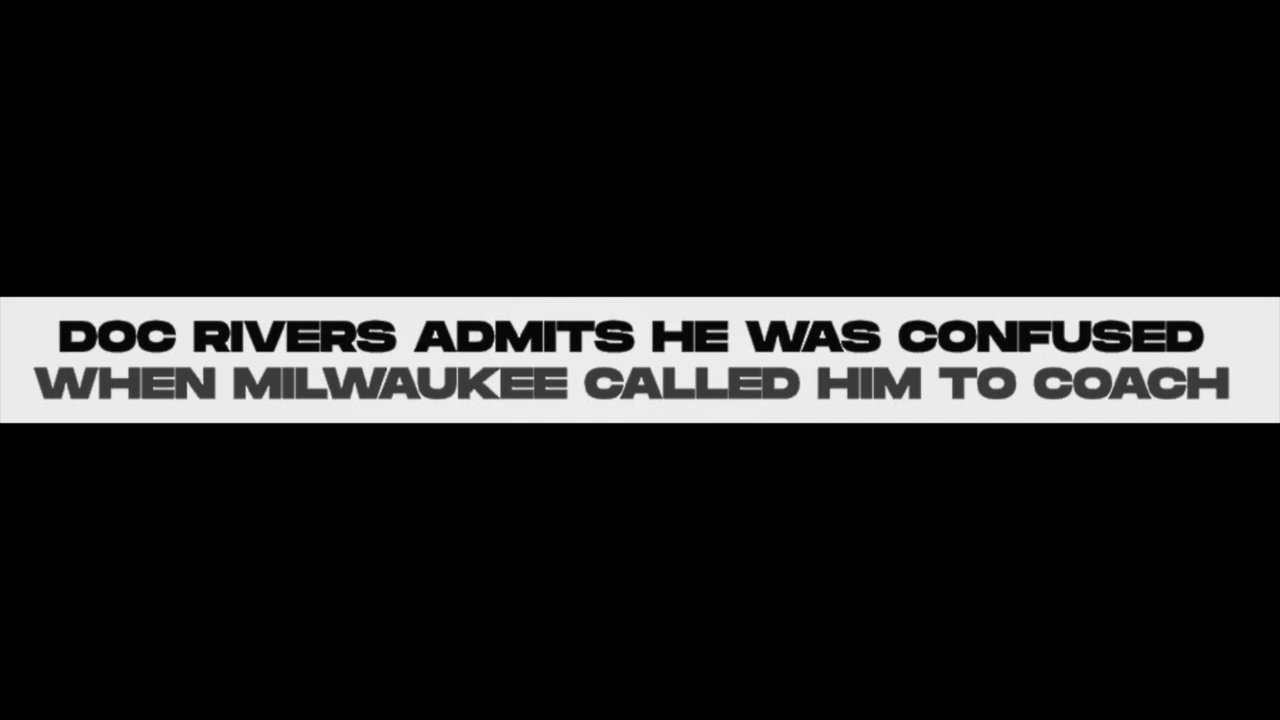 DOC RIVERS ADMITS HE WAS CONFUSED
WHEN MILWAUKEE CALLED HIM TO COACH